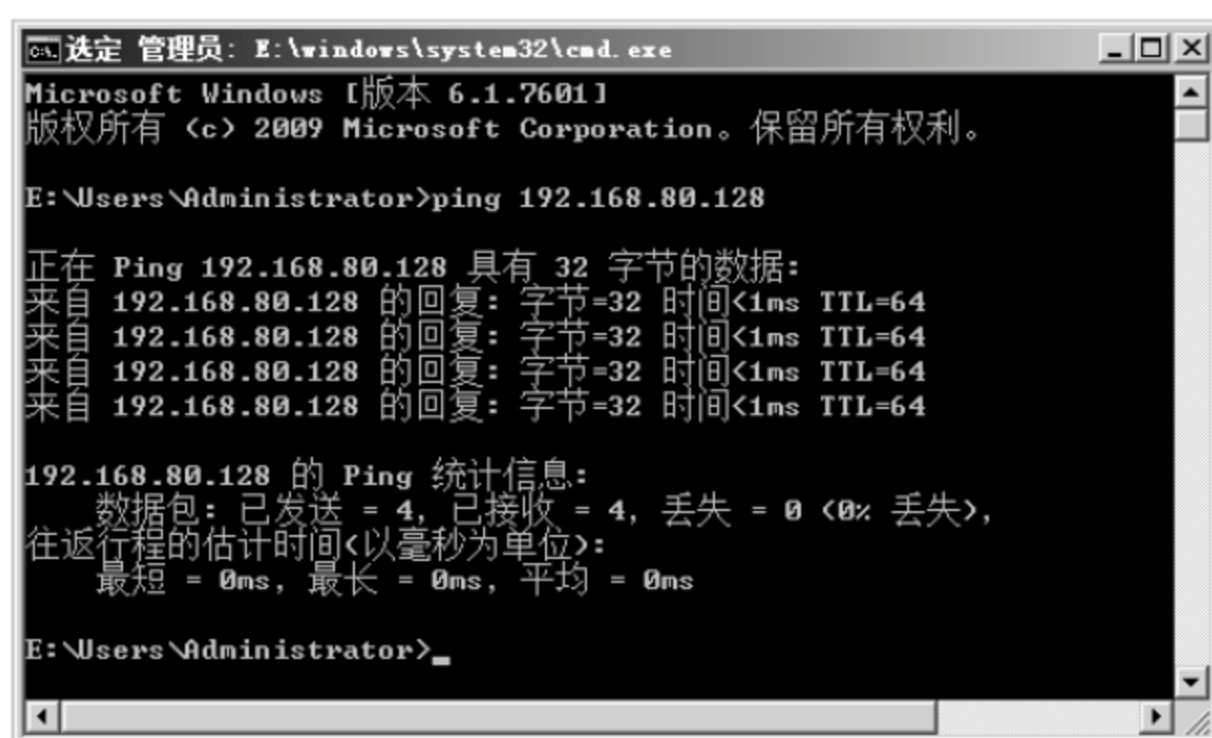 选定 管理员: E:\windows\system32\cmd.exe
Microsoft Windows [版本 6.1.7601]
版权所有 (c) 2009 Microsoft Corporation。保留所有权利。
E:\Users\Administrator>ping 192.168.80.128
正在 Ping 192.168.80.128 具有 32 字节的数据:
来自 192.168.80.128 的回复: 字节=32 时间<1ms TTL=64
来自 192.168.80.128 的回复: 字节=32 时间<1ms TTL=64
来自 192.168.80.128 的回复: 字节=32 时间<1ms TTL=64
来自 192.168.80.128 的回复: 字节=32 时间<1ms TTL=64
192.168.80.128 的 Ping 统计信息:
数据包: 已发送 = 4, 已接收 = 4, 丢失 = 0 (0% 丢失),
往返行程的估计时间(以毫秒为单位):
最短 = 0ms, 最长 = 0ms, 平均 = 0ms
E:\Users\Administrator>_